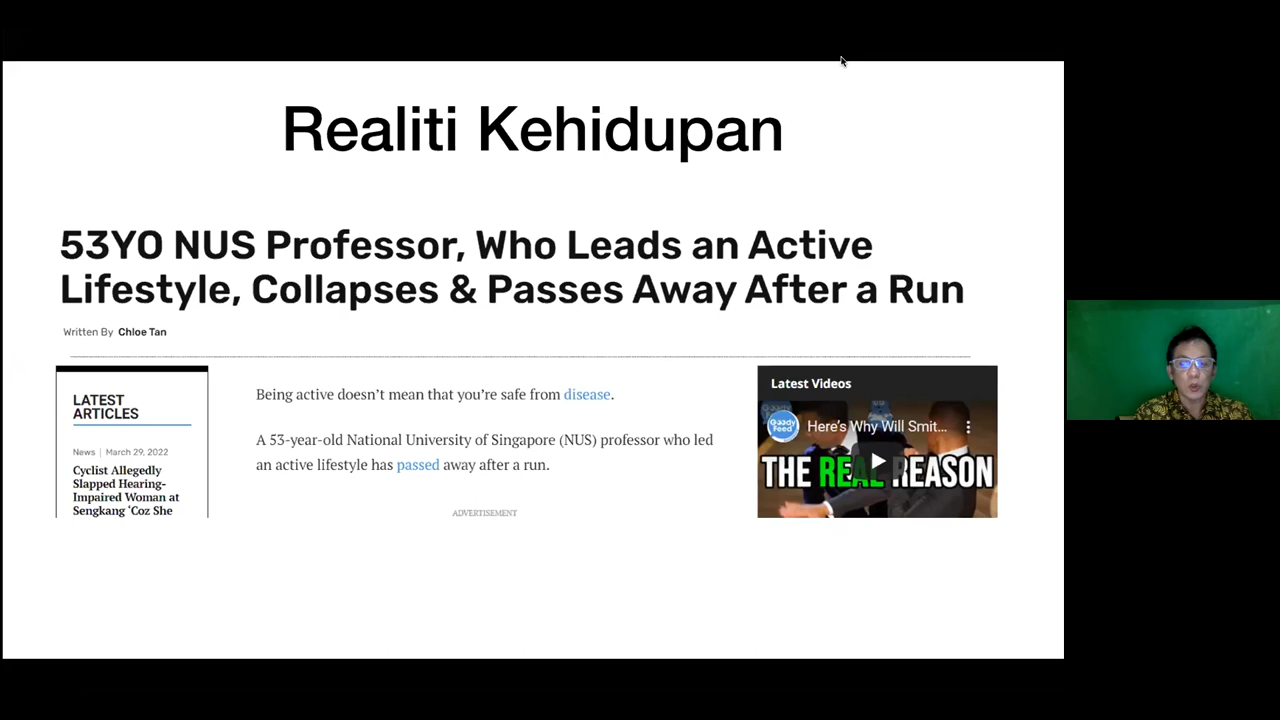 Realiti Kehidupan
53YO NUS Professor, Who Leads an Active
Lifestyle, Collapses & Passes Away After a Run
Written By Chloe Tan
LATEST
ARTICLES
News | March 29, 2022
Cyclist Allegedly
Slapped Hearing-
Impaired Woman at
Sengkang ‘Coz She
Being active doesn’t mean that you’re safe from disease.
A 53-year-old National University of Singapore (NUS) professor who led
an active lifestyle has passed away after a run.
ADVERTISEMENT
Latest Videos
Goody Feed
Here’s Why Will Smit...
THE REAL REASON